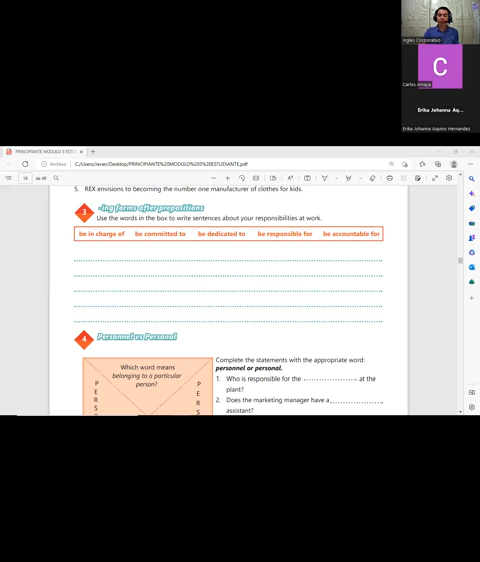 Ingles Corporativo
C
Carlos Amaya
Erika Johanna Aq...
Erika Johanna Aquino Hernandez
PRINCIPIANTE MODULO II ESTU
Archivo C:/Users/Javier/Desktop/PRINCIPIANTE%20MODULO%203%20ESTUDIANTE.pdf
18 de 48
5. REX envisions to becoming the number one manufacturer of clothes for kids.
3 -ing forms after prepositions
Use the words in the box to write sentences about your responsibilities at work.
be in charge of be committed to be dedicated to be responsible for be accountable for
4 Personnel vs Personal
Which word means
belonging to a particular
person?
P
E
R
S
P
E
R
S
Complete the statements with the appropriate word:
personnel or personal.
1. Who is responsible for the ........................ at the
plant?
2. Does the marketing manager have a ........................
assistant?